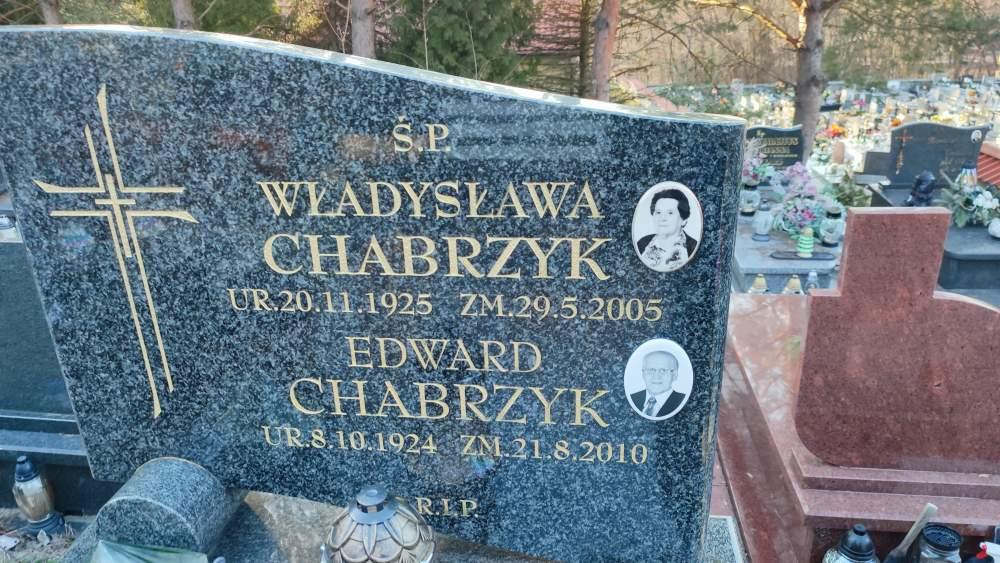 Ś.P.
WŁADYSŁAWA
CHABRZYK
UR.20.11.1925 ZM.29.5.2005
EDWARD
CHABRZYK
UR.8.10.1924 ZM.21.8.2010
R.I.P.